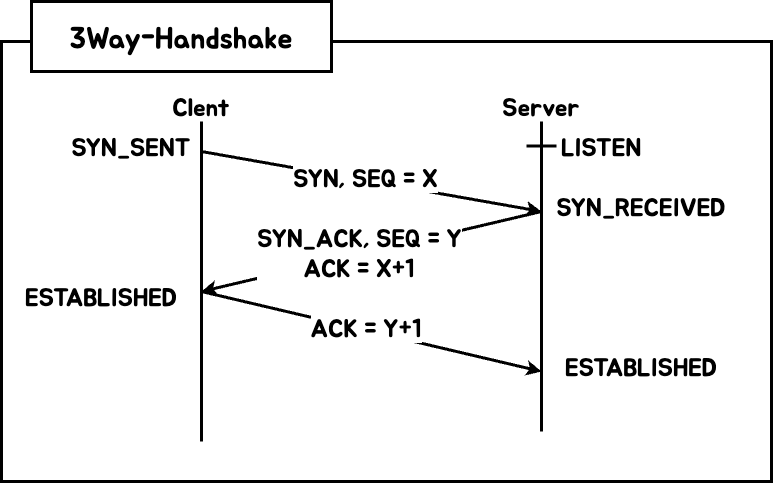 3Way-Handshake
Clent
Server
SYN_SENT
LISTEN
SYN, SEQ = X
SYN_RECEIVED
SYN_ACK, SEQ = Y
ACK = X+1
ESTABLISHED
ACK = Y+1
ESTABLISHED